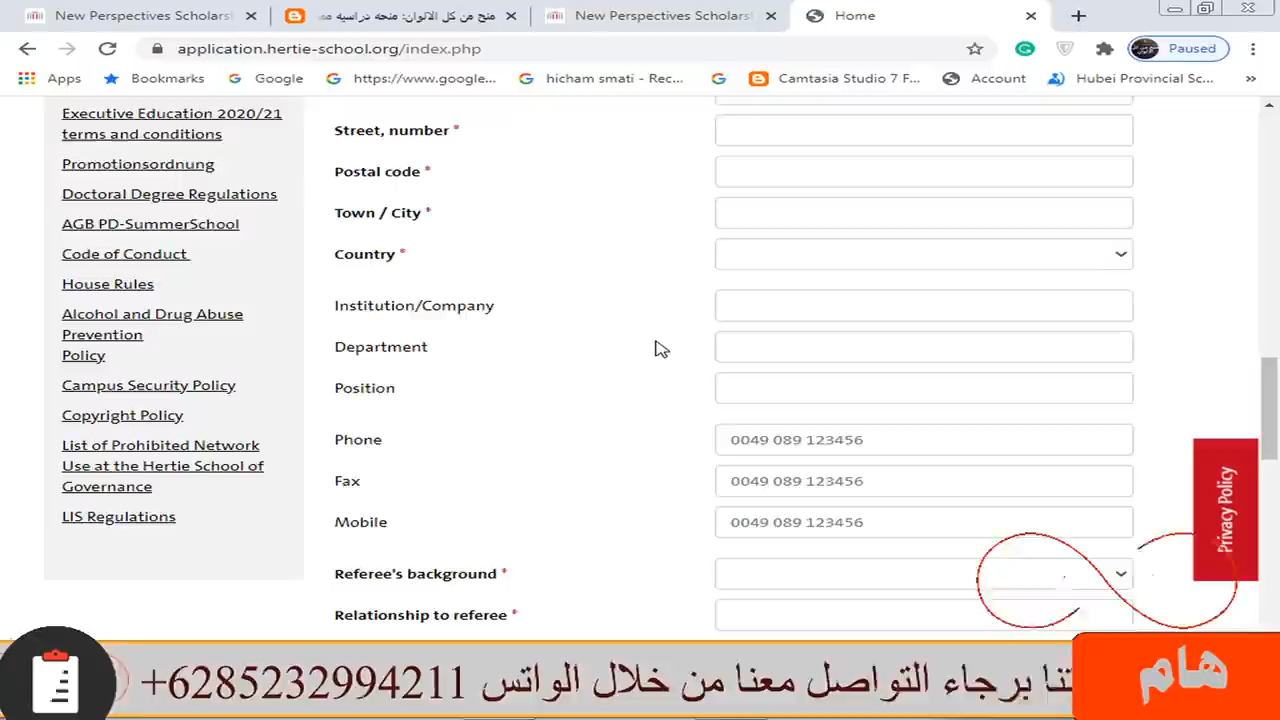 New Perspectives Scholarsh
منح من كل الالوان: منحه دراسيه مم
New Perspectives Scholarsh
Home
application.hertie-school.org/index.php
Paused
Apps
Bookmarks
Google
https://www.google...
hicham smati - Rec...
Camtasia Studio 7 F...
Account
Hubei Provincial Sc...
Executive Education 2020/21
terms and conditions
Promotionsordnung
Doctoral Degree Regulations
AGB PD-SummerSchool
Code of Conduct
House Rules
Alcohol and Drug Abuse
Prevention
Policy
Campus Security Policy
Copyright Policy
List of Prohibited Network
Use at the Hertie School of
Governance
LIS Regulations
Street, number *
Postal code *
Town / City *
Country *
Institution/Company
Department
Position
Phone 0049 089 123456
Fax 0049 089 123456
Mobile 0049 089 123456
Referee's background *
Relationship to referee *
Privacy Policy
تنا برجاء التواصل معنا من خلال الواتس 6285232994211+
هام